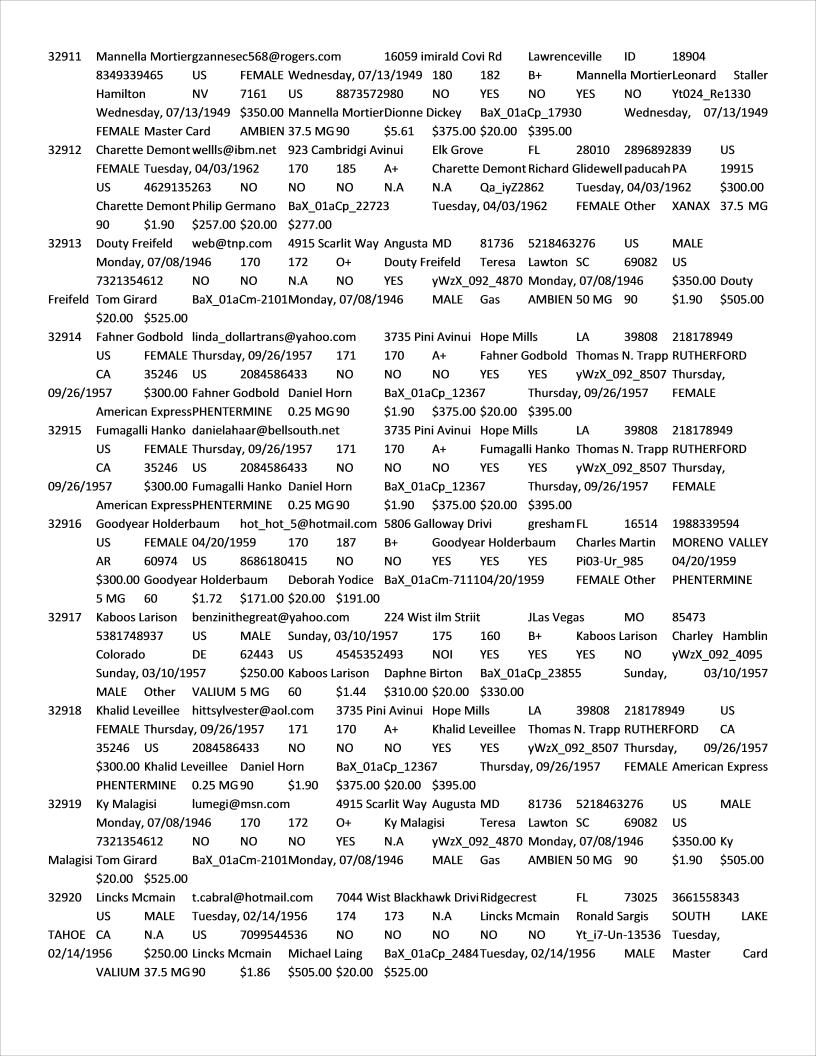 32911 Mannella Mortiergzannesec568@rogers.com 16059 imirald Covi Rd Lawrenceville ID 18904
8349339465 US FEMALE Wednesday, 07/13/1949 180 182 B+ Mannella MortierLeonard Staller
Hamilton NV 7161 US 8873572980 NO YES NO YES NO Yt024_Re1330
Wednesday, 07/13/1949 $350.00 Mannella MortierDionne Dickey BaX_01aCp_17930 Wednesday, 07/13/1949
FEMALE Master Card AMBIEN 37.5 MG 90 $5.61 $375.00 $20.00 $395.00
32912 Charette Demont wellls@ibm.net 923 Cambridgi Avinui Elk Grove FL 28010 2896892839 US
FEMALE Tuesday, 04/03/1962 170 185 A+ Charette Demont Richard Glidewell paducah PA 19915
US 4629135263 NO NO NO N.A N.A Qa_iyZ2862 Tuesday, 04/03/1962 $300.00
Charette Demont Philip Germano BaX_01aCp_22723 Tuesday, 04/03/1962 FEMALE Other XANAX 37.5 MG
90 $1.90 $257.00 $20.00 $277.00
32913 Douty Freifeld web@tnp.com 4915 Scarlit Way Angusta MD 81736 5218463276 US MALE
Monday, 07/08/1946 170 172 O+ Douty Freifeld Teresa Lawton SC 69082 US
7321354612 NO NO N.A NO YES yWzX_092_4870 Monday, 07/08/1946 $350.00 Douty
Freifeld Tom Girard BaX_01aCm-2101Monday, 07/08/1946 MALE Gas AMBIEN 50 MG 90 $1.90 $505.00
$20.00 $525.00
32914 Fahner Godbold linda_dollartrans@yahoo.com 3735 Pini Avinui Hope Mills LA 39808 218178949
US FEMALE Thursday, 09/26/1957 171 170 A+ Fahner Godbold Thomas N. Trapp RUTHERFORD
CA 35246 US 2084586433 NO NO NO YES YES yWzX_092_8507 Thursday,
09/26/1957 $300.00 Fahner Godbold Daniel Horn BaX_01aCp_12367 Thursday, 09/26/1957 FEMALE
American ExpressPHENTERMINE 0.25 MG 90 $1.90 $375.00 $20.00 $395.00
32915 Fumagalli Hanko danielahaar@bellsouth.net 3735 Pini Avinui Hope Mills LA 39808 218178949
US FEMALE Thursday, 09/26/1957 171 170 A+ Fumagalli Hanko Thomas N. Trapp RUTHERFORD
CA 35246 US 2084586433 NO NO NO YES YES yWzX_092_8507 Thursday,
09/26/1957 $300.00 Fumagalli Hanko Daniel Horn BaX_01aCp_12367 Thursday, 09/26/1957 FEMALE
American ExpressPHENTERMINE 0.25 MG 90 $1.90 $375.00 $20.00 $395.00
32916 Goodyear Holderbaum hot_hot_5@hotmail.com 5806 Galloway Drivi gresham FL 16514 1988339594
US FEMALE 04/20/1959 170 187 B+ Goodyear Holderbaum Charles Martin MORENO VALLEY
AR 60974 US 8686180415 NO NO YES YES YES Pi03-Ur_985 04/20/1959
$300.00 Goodyear Holderbaum Deborah Yodice BaX_01aCm-711104/20/1959 FEMALE Other PHENTERMINE
5 MG 60 $1.72 $171.00 $20.00 $191.00
32917 Kaboos Larison benzinithegreat@yahoo.com 224 Wist ilm Striit JLas Vegas MO 85473
5381748937 US MALE Sunday, 03/10/1957 175 160 B+ Kaboos Larison Charley Hamblin
Colorado DE 62443 US 4545352493 NOI YES YES YES NO yWzX_092_4095
Sunday, 03/10/1957 $250.00 Kaboos Larison Daphne Birton BaX_01aCp_23855 Sunday, 03/10/1957
MALE Other VALIUM 5 MG 60 $1.44 $310.00 $20.00 $330.00
32918 Khalid Leveillee hittsylvester@aol.com 3735 Pini Avinui Hope Mills LA 39808 218178949 US
FEMALE Thursday, 09/26/1957 171 170 A+ Khalid Leveillee Thomas N. Trapp RUTHERFORD CA
35246 US 2084586433 NO NO NO YES YES yWzX_092_8507 Thursday, 09/26/1957
$300.00 Khalid Leveillee Daniel Horn BaX_01aCp_12367 Thursday, 09/26/1957 FEMALE American Express
PHENTERMINE 0.25 MG 90 $1.90 $375.00 $20.00 $395.00
32919 Ky Malagisi lumegi@msn.com 4915 Scarlit Way Augusta MD 81736 5218463276 US MALE
Monday, 07/08/1946 170 172 O+ Ky Malagisi Teresa Lawton SC 69082 US
7321354612 NO NO NO YES N.A yWzX_092_4870 Monday, 07/08/1946 $350.00 Ky
Malagisi Tom Girard BaX_01aCm-2101Monday, 07/08/1946 MALE Gas AMBIEN 50 MG 90 $1.90 $505.00
$20.00 $525.00
32920 Lincks Mcmain t.cabral@hotmail.com 7044 Wist Blackhawk DriviRidgecrest FL 73025 3661558343
US MALE Tuesday, 02/14/1956 174 173 N.A Lincks Mcmain Ronald Sargis SOUTH LAKE
TAHOE CA N.A US 7099544536 NO NO NO NO NO Yt_i7-Un-13536 Tuesday,
02/14/1956 $250.00 Lincks Mcmain Michael Laing BaX_01aCp_2484Tuesday, 02/14/1956 MALE Master Card
VALIUM 37.5 MG 90 $1.86 $505.00 $20.00 $525.00